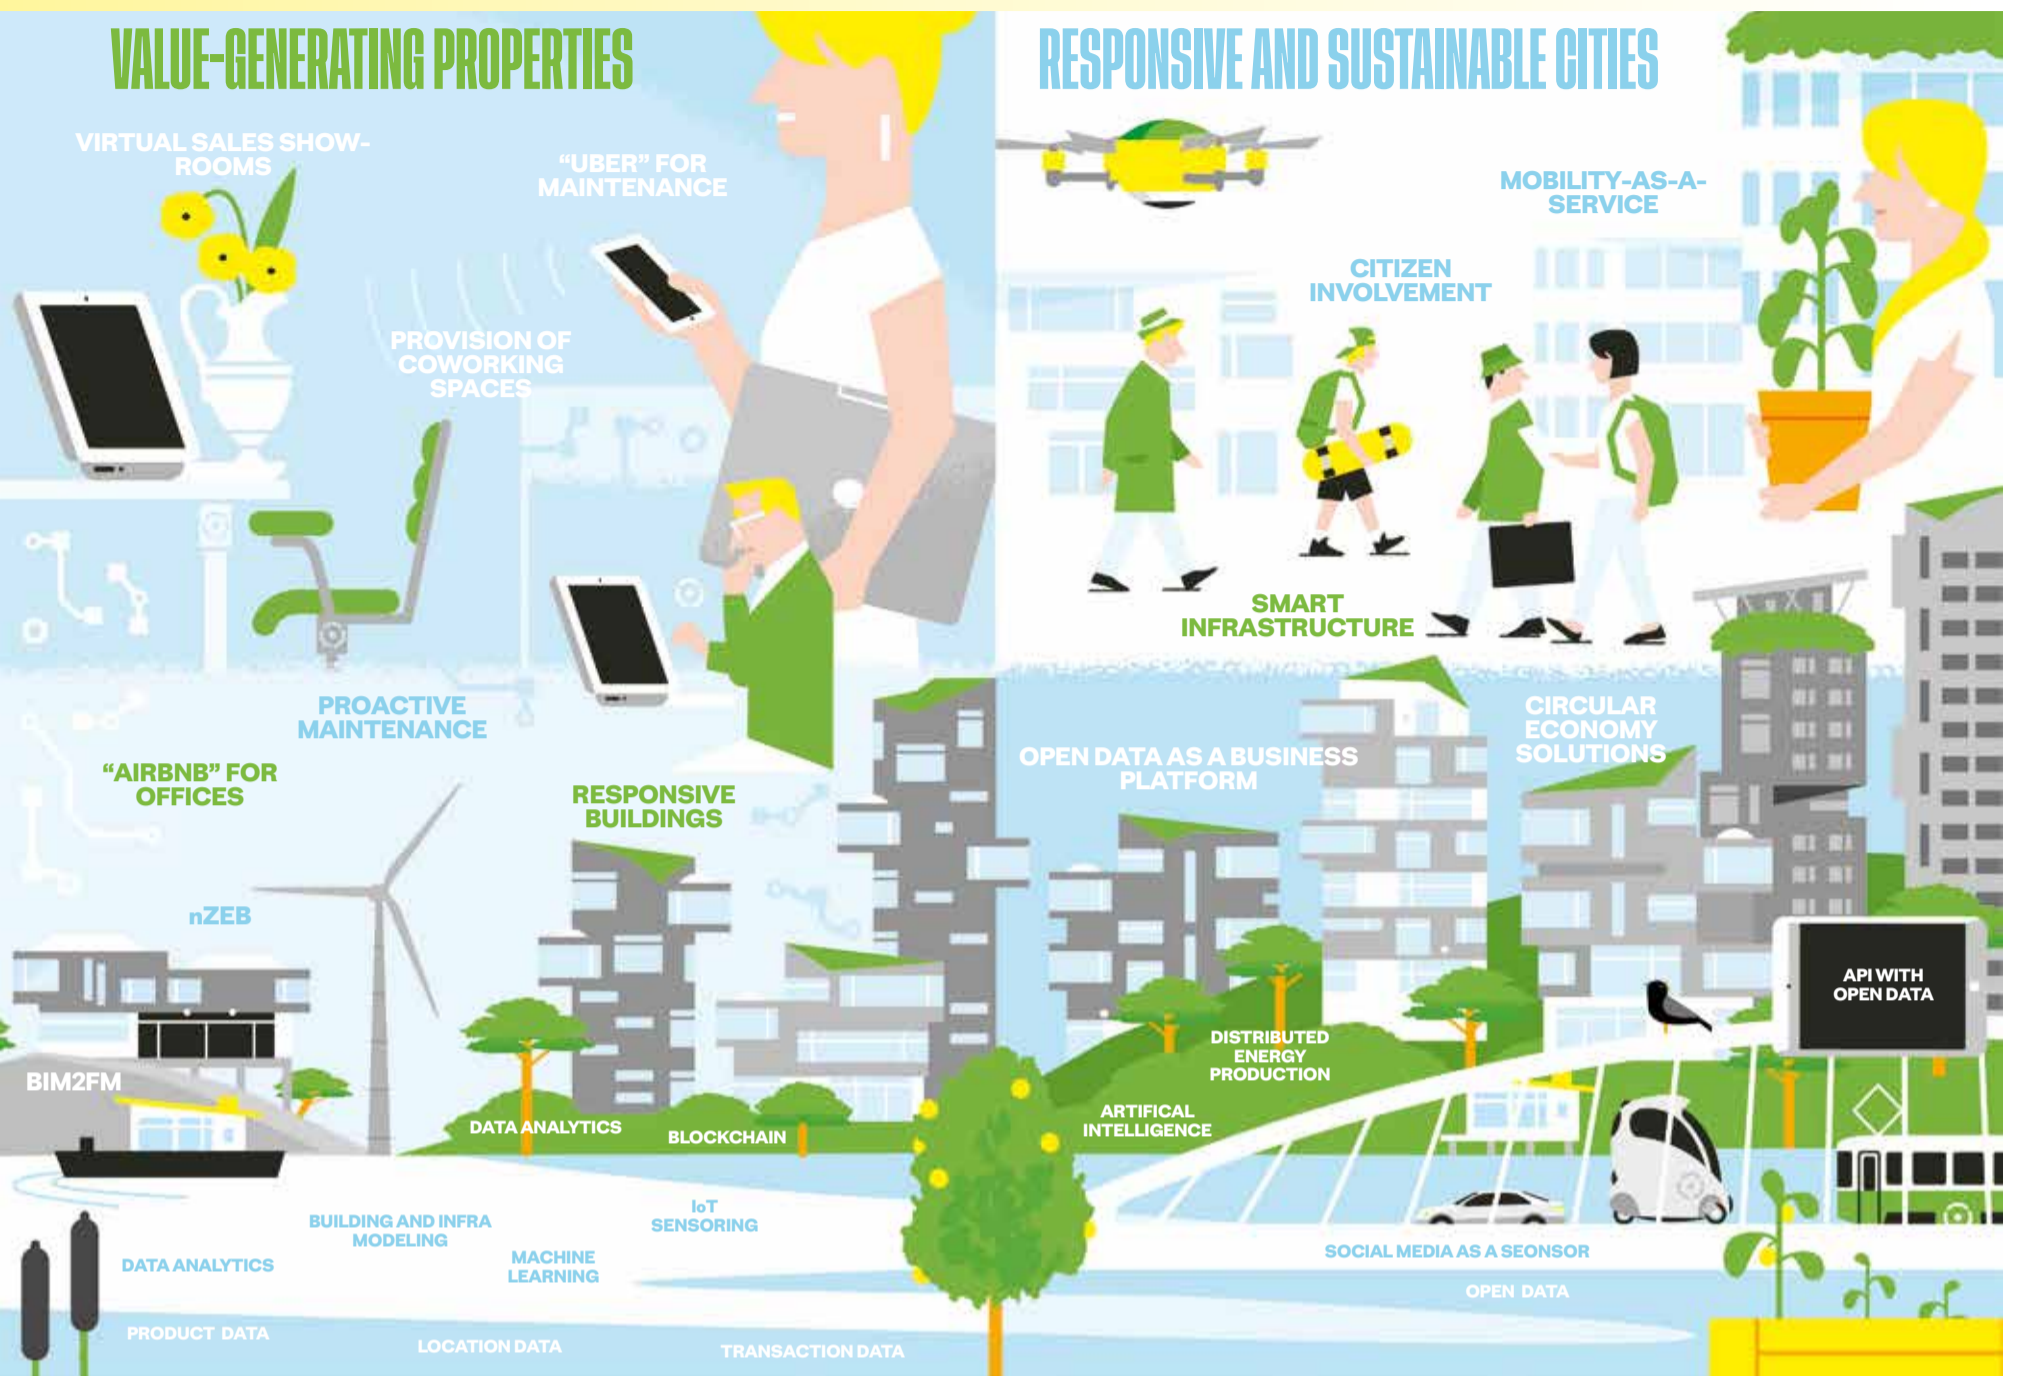 VALUE-GENERATING PROPERTIES
VIRTUAL SALES SHOW-
ROOMS
"UBER" FOR
MAINTENANCE
PROVISION OF
COWORKING
SPACES
PROACTIVE
MAINTENANCE
"AIRBNB" FOR
OFFICES
RESPONSIVE
BUILDINGS
nZEB
BIM2FM
DATA ANALYTICS
BLOCKCHAIN
BUILDING AND INFRA
MODELING
IoT
SENSORING
DATA ANALYTICS
MACHINE
LEARNING
PRODUCT DATA
LOCATION DATA
TRANSACTION DATA
RESPONSIVE AND SUSTAINABLE CITIES
MOBILITY-AS-A-
SERVICE
CITIZEN
INVOLVEMENT
SMART
INFRASTRUCTURE
CIRCULAR
ECONOMY
SOLUTIONS
OPEN DATA AS A BUSINESS
PLATFORM
API WITH
OPEN DATA
DISTRIBUTED
ENERGY
PRODUCTION
ARTIFICAL
INTELLIGENCE
SOCIAL MEDIA AS A SEONSOR
OPEN DATA